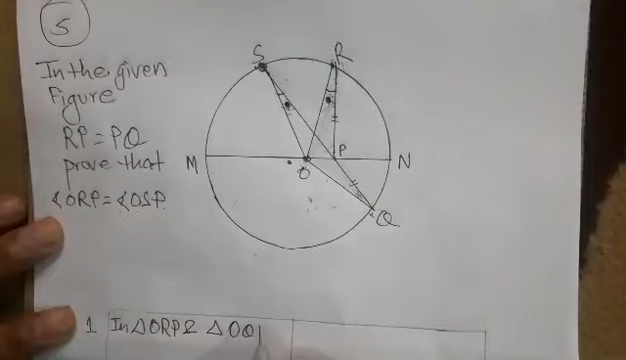 5
In the given
Figure
RP = PQ
prove that
∠ORP = ∠OSP.
S
R
M
O
P
N
Q
1 In △ORP & △OQ